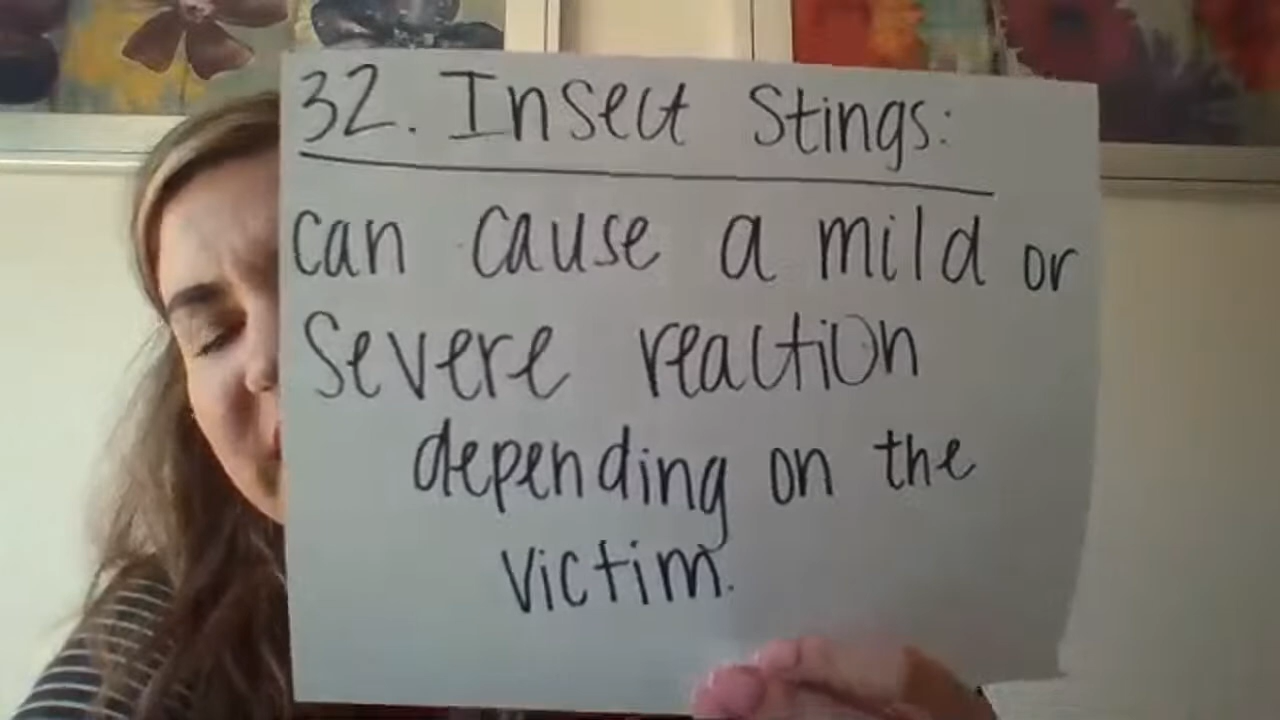 32. Insect Stings:
can cause a mild or
Severe reaction
depending on the
victim.